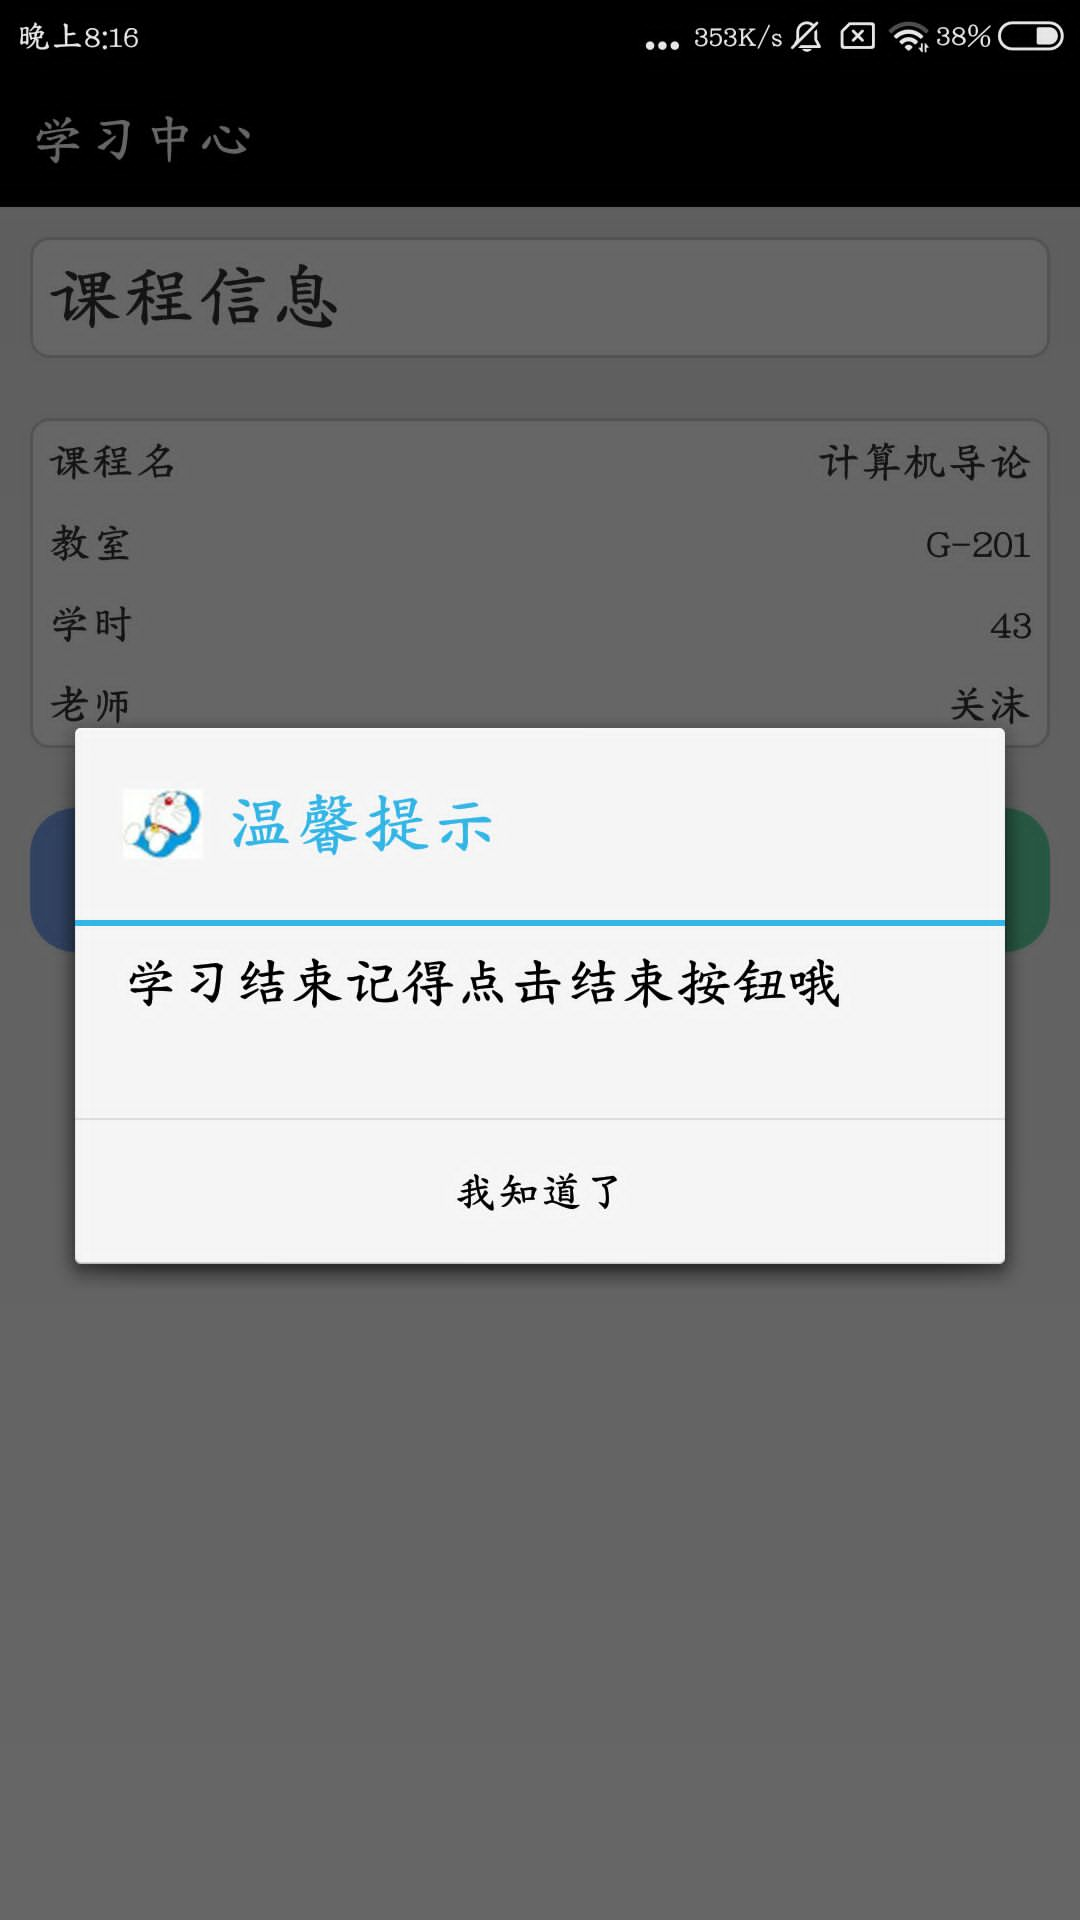 晚上8:16 ... 353K/s 38%
学习中心
课程信息
课程名 计算机导论
教室 G-201
学时 43
老师 关沫
温馨提示
学习结束记得点击结束按钮哦
我知道了